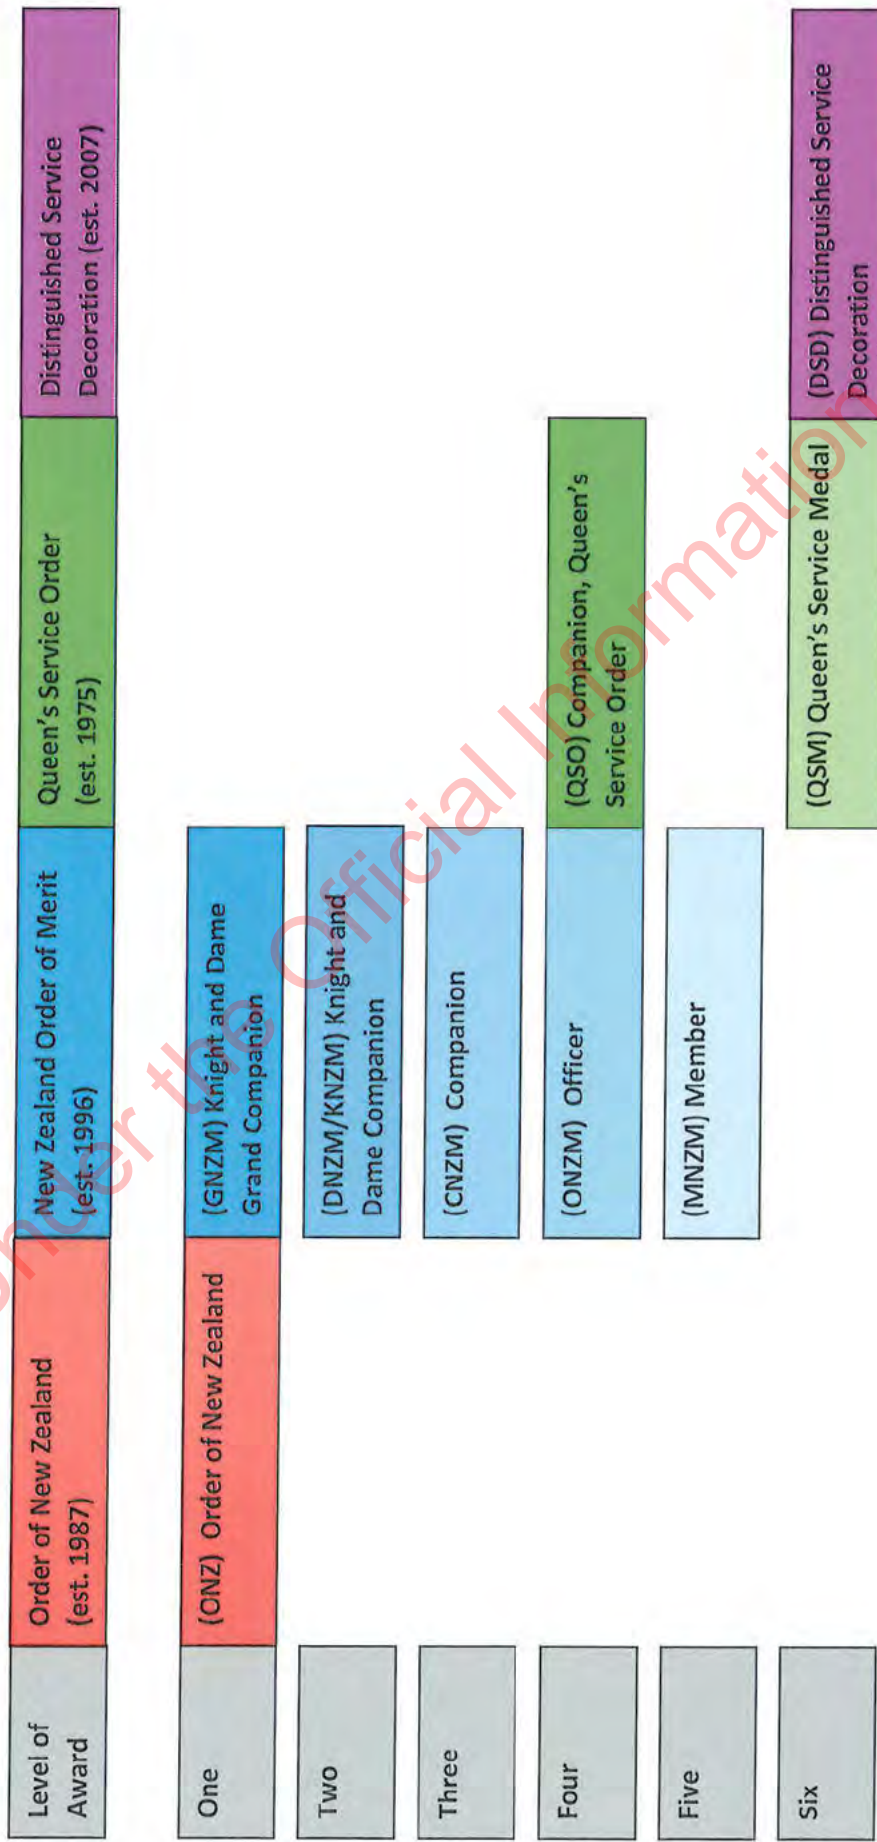 Level of
Award
Order of New Zealand
(est. 1987)
New Zealand Order of Merit
(est. 1996)
Queen's Service Order
(est. 1975)
Distinguished Service
Decoration (est. 2007)
One
(ONZ) Order of New Zealand
(GNZM) Knight and Dame
Grand Companion
Two
(DNZM/KNZM) Knight and
Dame Companion
Three
(CNZM) Companion
Four
(ONZM) Officer
(QSO) Companion, Queen's
Service Order
Five
(MNZM) Member
Six
(QSM) Queen's Service Medal
(DSD) Distinguished Service
Decoration
under the Official Information